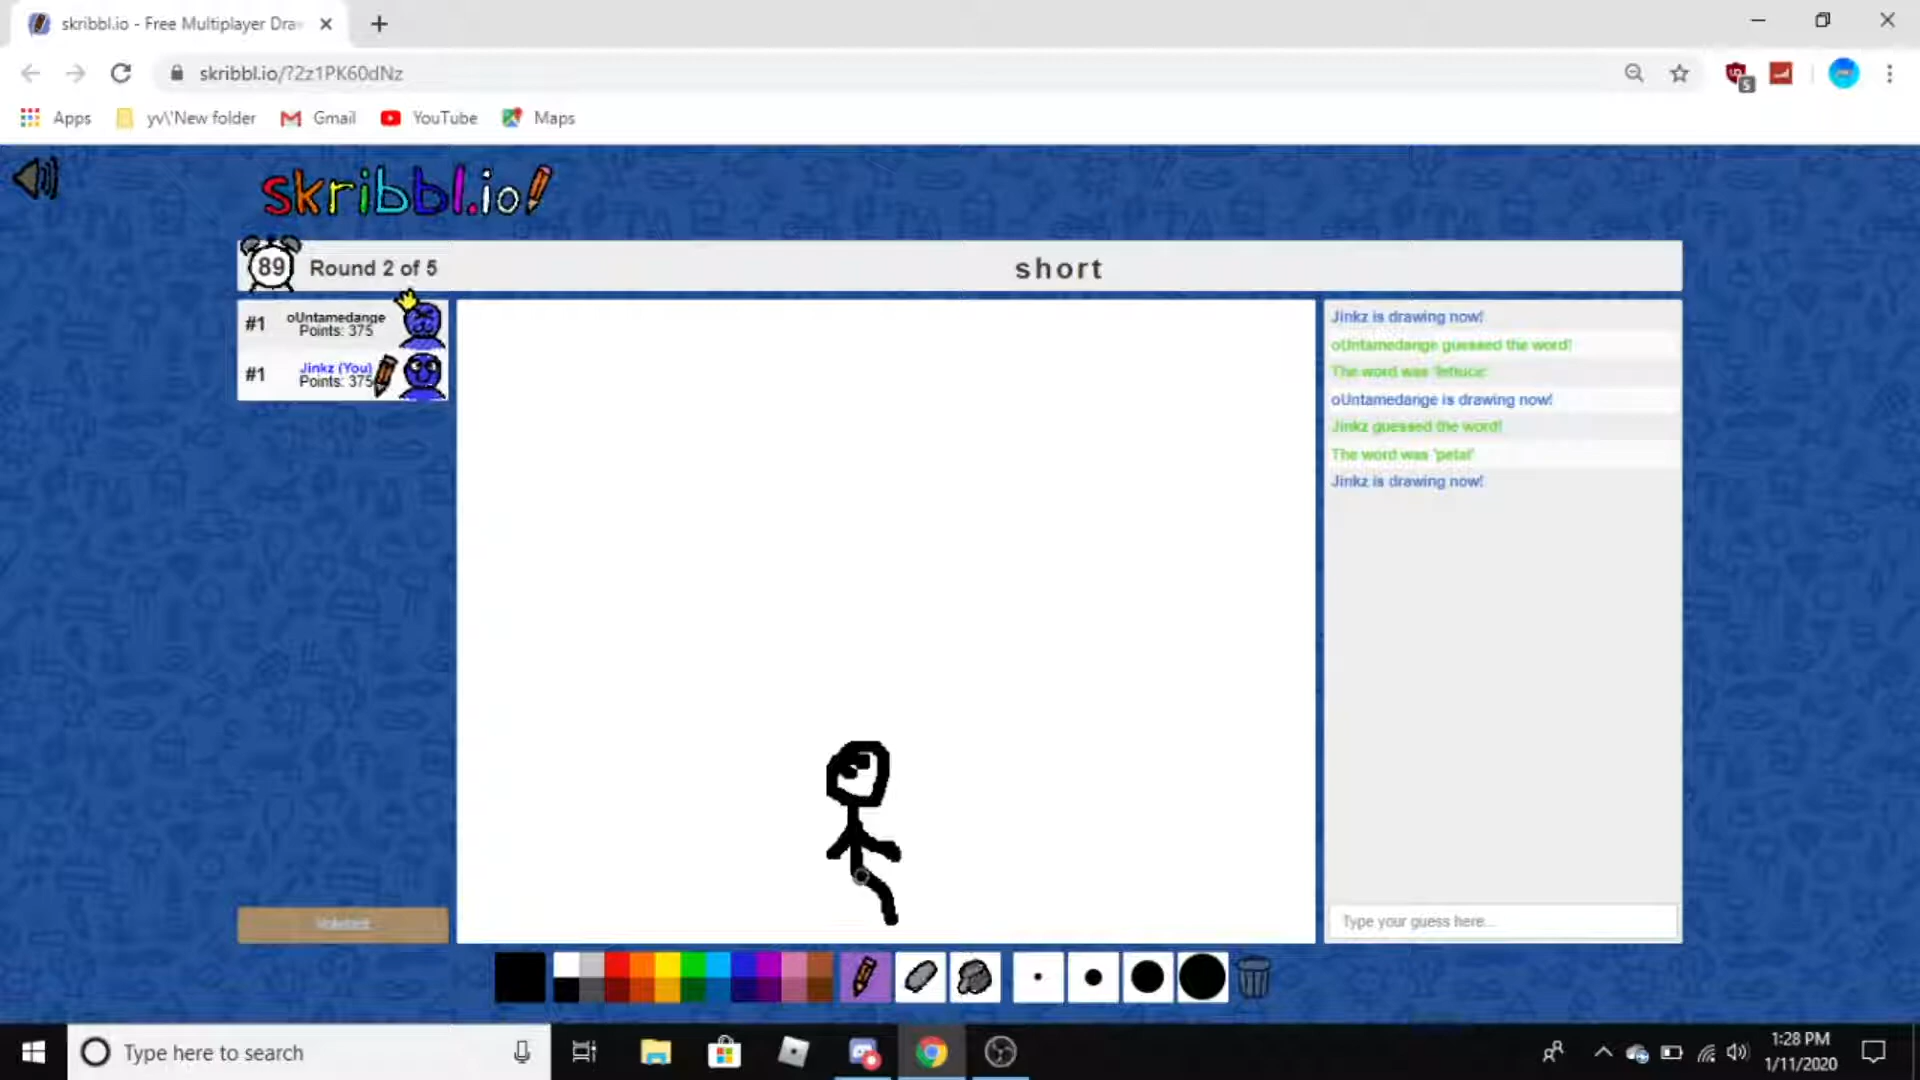 skribbl.io - Free Multiplayer Dra
skribbl.io/?2z1PK60dNz
5
Apps
yv\'New folder
Gmail
YouTube
Maps
skribbl.io
89
Round 2 of 5
short
#1
oUntamedange
Points: 375
#1
Jinkz (You)
Points: 375
Jinkz is drawing now!
oUntamedange guessed the word!
The word was 'lettuce'
oUntamedange is drawing now!
Jinkz guessed the word!
The word was 'petal'
Jinkz is drawing now!
Type your guess here...
Type here to search
1:28 PM
1/11/2020